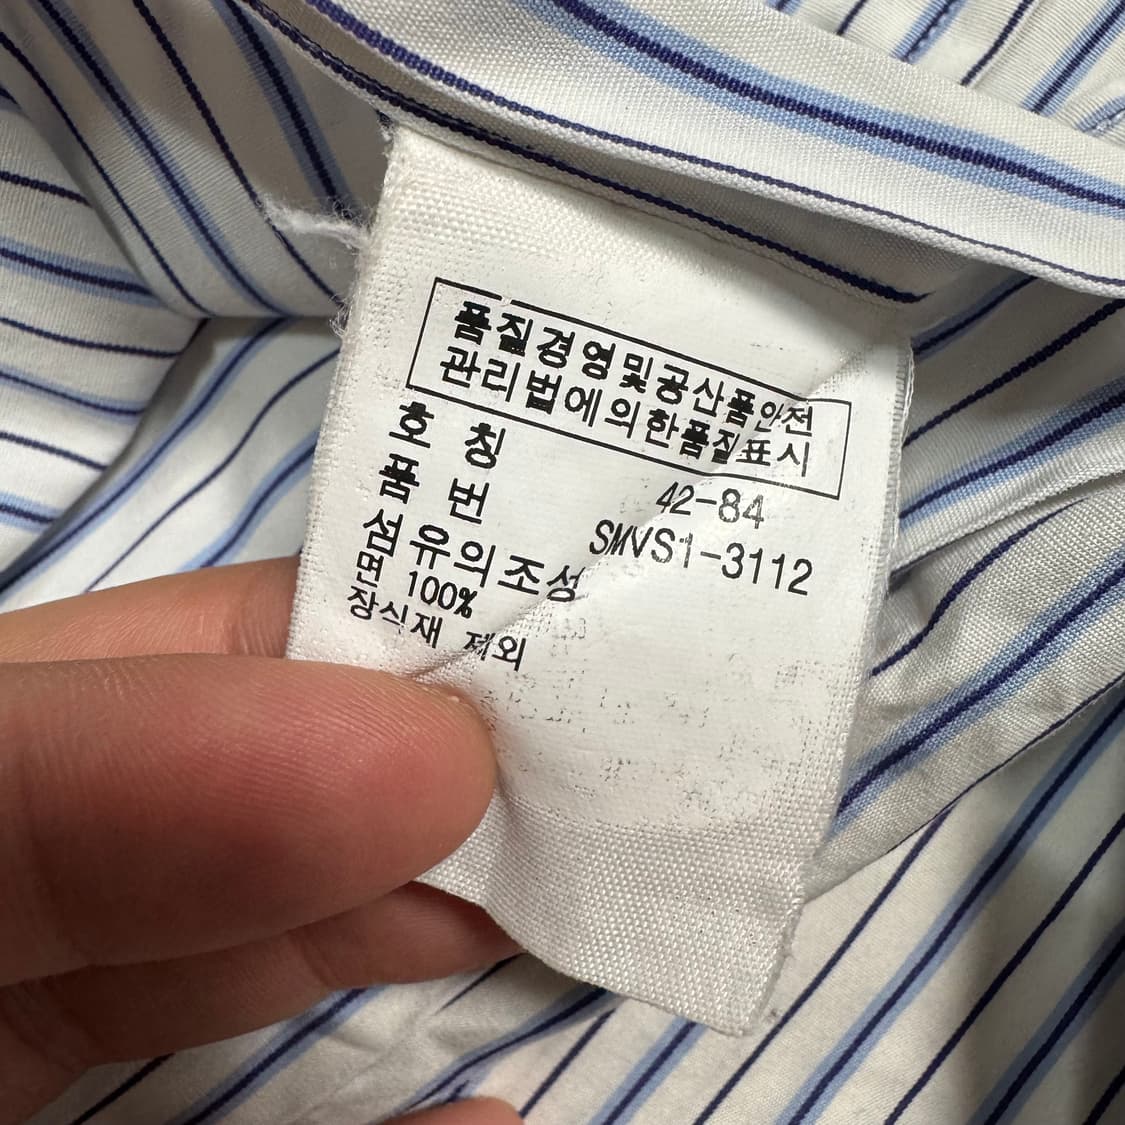 품질경영및공산품안전
관리법에의한품질표시
호 칭 42-84
품 번 SMVS1-3112
섬유의조성
면 100%
장식재 제외